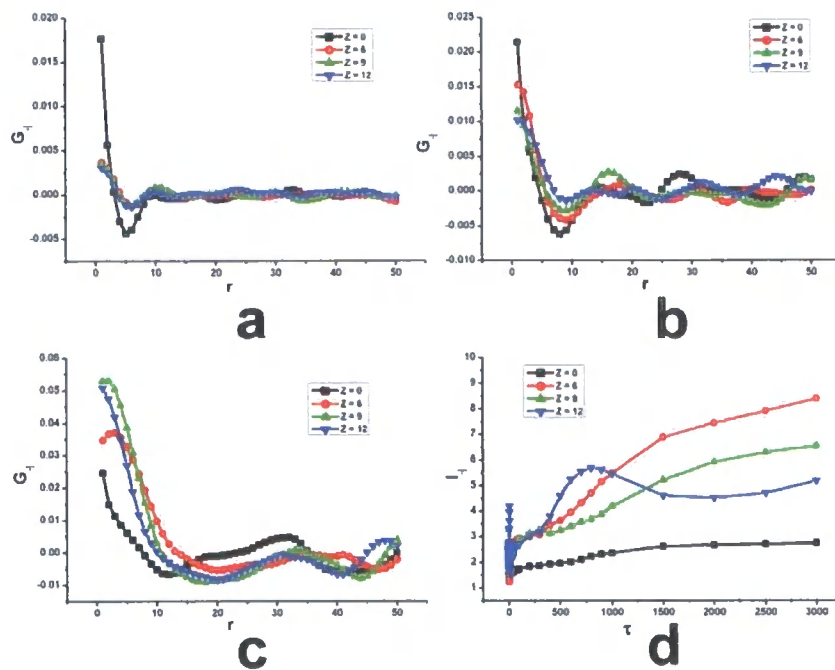 0.020
0.015
0.010
0.005
0.000
-0.005
G⊣
0 10 20 30 40 50
r
Z = 0
Z = 6
Z = 9
Z = 12
a
0.025
0.020
0.015
0.010
0.005
0.000
-0.005
-0.010
G⊣
0 10 20 30 40 50
r
Z = 0
Z = 6
Z = 9
Z = 12
b
0.06
0.05
0.04
0.03
0.02
0.01
0.00
-0.01
G⊣
0 10 20 30 40 50
r
Z = 0
Z = 6
Z = 9
Z = 12
c
10
9
8
7
6
5
4
3
2
1
I⊣
0 500 1000 1500 2000 2500 3000
τ
Z = 0
Z = 6
Z = 9
Z = 12
d